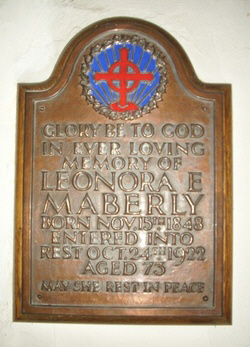 GLORY BE TO GOD
IN EVER LOVING
MEMORY OF
LEONORA E
MABERLY
BORN NOV. 15TH 1848
ENTERED INTO
REST OCT. 24TH 1922
AGED 73
MAY SHE REST IN PEACE